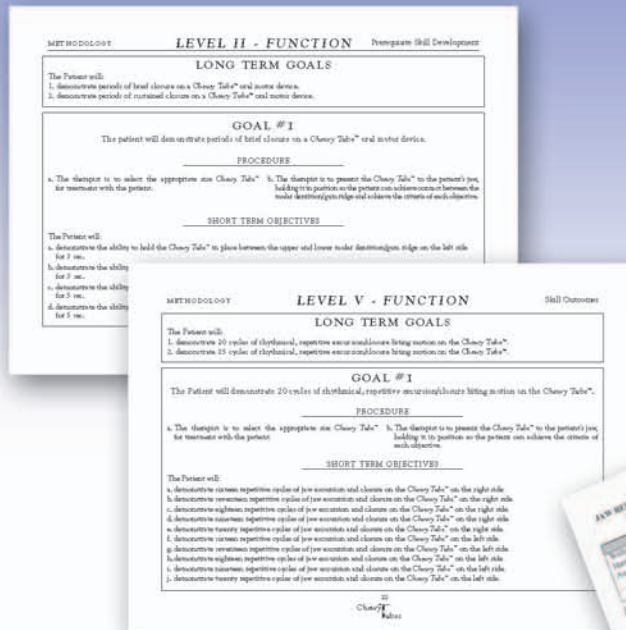 METHODOLOGY LEVEL II - FUNCTION Prerequisite Skill Development
LONG TERM GOALS
The Patient will:
1. demonstrate periods of brief closure on a Chewy Tube™ oral motor device.
2. demonstrate periods of sustained closure on a Chewy Tube™ oral motor device.
GOAL #1
The patient will demonstrate periods of brief closure on a Chewy Tube™ oral motor device.
PROCEDURE
a. The therapist is to select the appropriate size Chewy Tube™
for treatment with the patient.
b. The therapist is to present the Chewy Tube™ to the patient's jaw,
holding it in position so the patient can achieve contact between the
molar dentition/gum ridge and achieve the criteria of each objective.
SHORT TERM OBJECTIVES
The Patient will:
a. demonstrate the ability to hold the Chewy Tube™ in place between the upper and lower molar dentition/gum ridge on the left side
for 3 sec.
b. demonstrate the ability
for 3 sec.
c. demonstrate the ability
for 5 sec.
d. demonstrate the ability
for 5 sec.
METHODOLOGY LEVEL V - FUNCTION Skill Outcomes
LONG TERM GOALS
The Patient will:
1. demonstrate 20 cycles of rhythmical, repetitive excursion/closure biting motion on the Chewy Tube™.
2. demonstrate 25 cycles of rhythmical, repetitive excursion/closure biting motion on the Chewy Tube™.
GOAL #1
The Patient will demonstrate 20 cycles of rhythmical, repetitive excursion/closure biting motion on the Chewy Tube™.
PROCEDURE
a. The therapist is to select the appropriate size Chewy Tube™
for treatment with the patient.
b. The therapist is to present the Chewy Tube™ to the patient's jaw,
holding it in position so the patient can achieve the criteria of
each objective.
SHORT TERM OBJECTIVES
The Patient will:
a. demonstrate sixteen repetitive cycles of jaw excursion and closure on the Chewy Tube™ on the right side.
b. demonstrate seventeen repetitive cycles of jaw excursion and closure on the Chewy Tube™ on the right side.
c. demonstrate eighteen repetitive cycles of jaw excursion and closure on the Chewy Tube™ on the right side.
d. demonstrate nineteen repetitive cycles of jaw excursion and closure on the Chewy Tube™ on the right side.
e. demonstrate twenty repetitive cycles of jaw excursion and closure on the Chewy Tube™ on the right side.
f. demonstrate sixteen repetitive cycles of jaw excursion and closure on the Chewy Tube™ on the left side.
g. demonstrate seventeen repetitive cycles of jaw excursion and closure on the Chewy Tube™ on the left side.
h. demonstrate eighteen repetitive cycles of jaw excursion and closure on the Chewy Tube™ on the left side.
i. demonstrate nineteen repetitive cycles of jaw excursion and closure on the Chewy Tube™ on the left side.
j. demonstrate twenty repetitive cycles of jaw excursion and closure on the Chewy Tube™ on the left side.
Chewy
Tubes
JAW